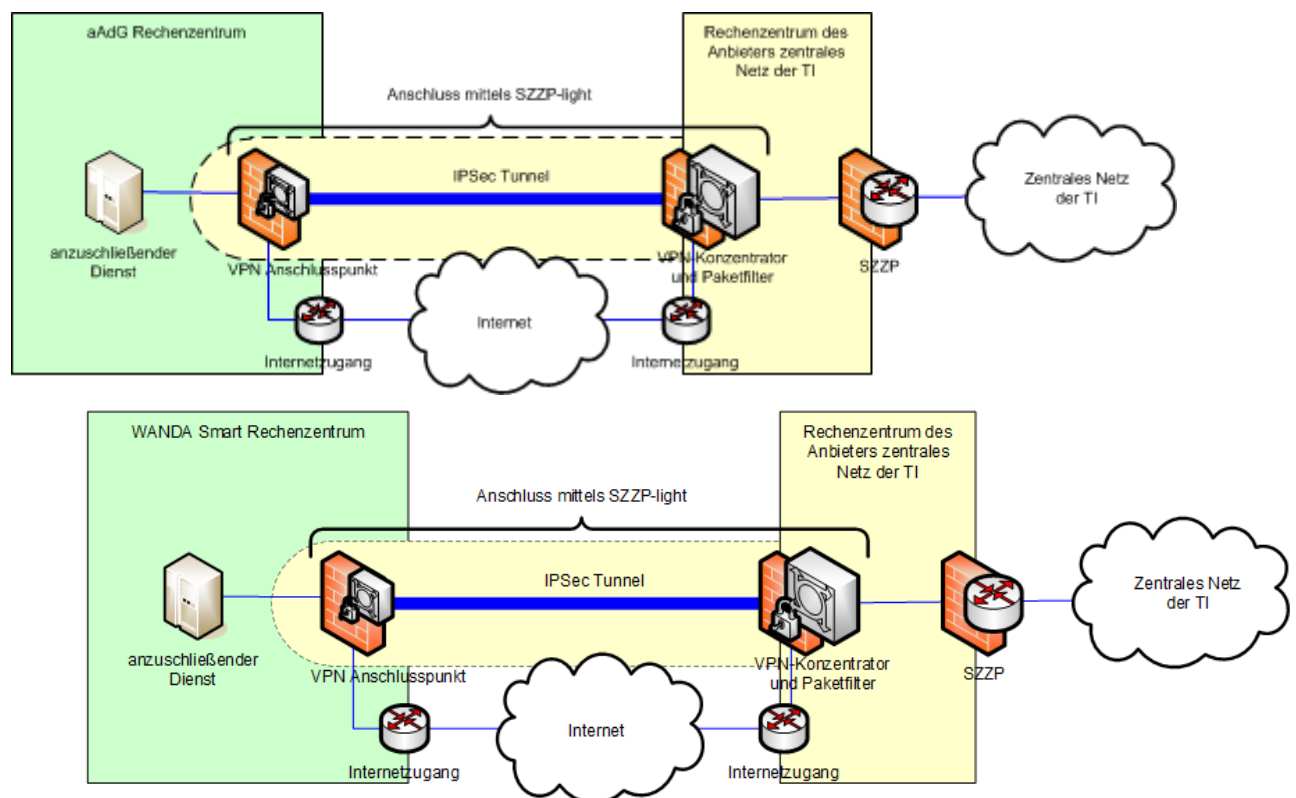 aAdG Rechenzentrum
Rechenzentrum des
Anbieters zentrales
Netz der TI
Anschluss mittels SZZP-light
IPSec Tunnel
Zentrales Netz
der TI
anzuschließender
Dienst
VPN Anschlusspunkt
VPN-Konzentrator
und Paketfilter
SZZP
Internet
Internetzugang
Internetzugang
WANDA Smart Rechenzentrum
Rechenzentrum des
Anbieters zentrales
Netz der TI
Anschluss mittels SZZP-light
IPSec Tunnel
Zentrales Netz
der TI
anzuschließender
Dienst
VPN Anschlusspunkt
VPN-Konzentrator
und Paketfilter
SZZP
Internet
Internetzugang
Internetzugang